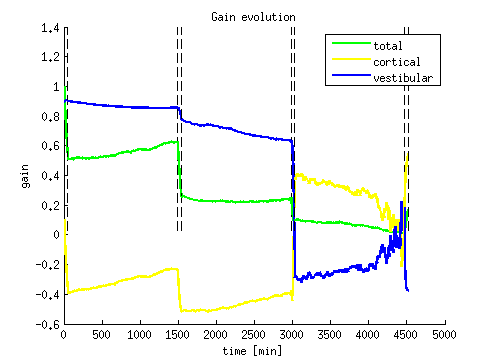 Gain evolution
1.4
1.2
1
0.8
0.6
0.4
0.2
0
-0.2
-0.4
-0.6
gain
total
cortical
vestibular
0 500 1000 1500 2000 2500 3000 3500 4000 4500 5000
time [min]